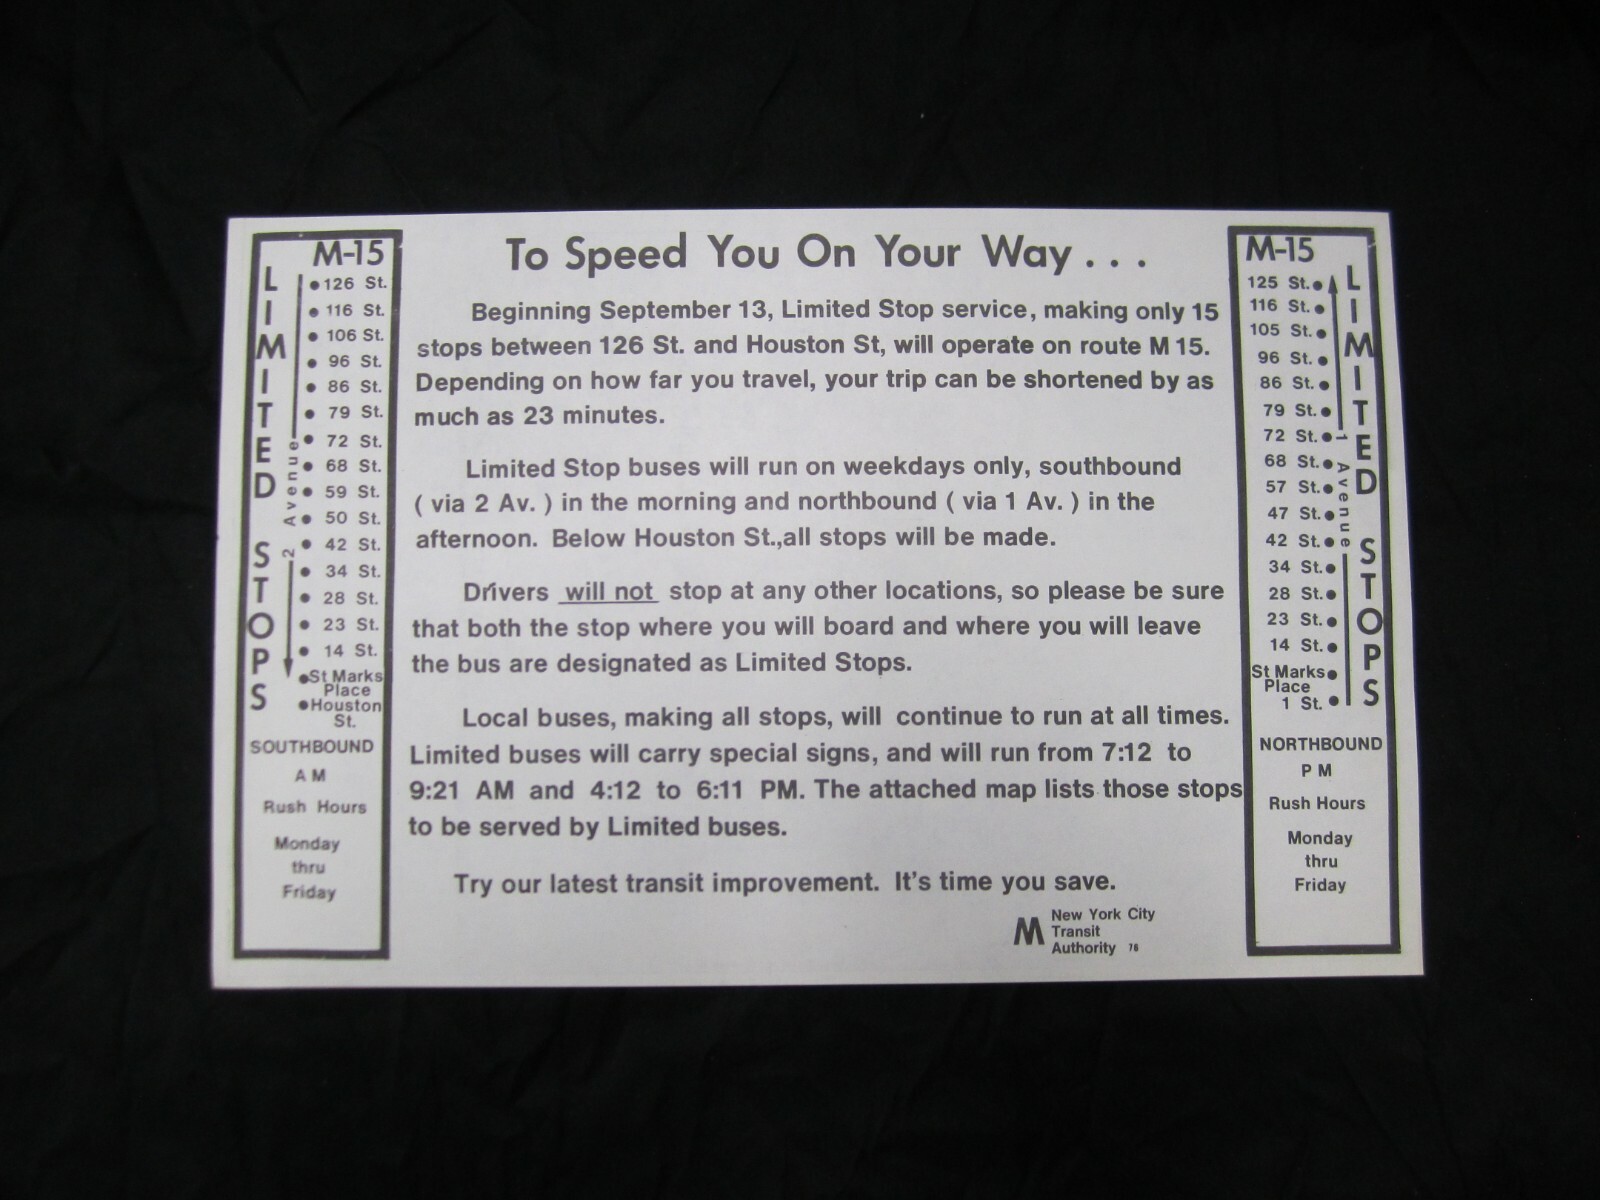 M-15
LIMITED STOPS
2 Avenue
126 St.
116 St.
106 St.
96 St.
86 St.
79 St.
72 St.
68 St.
59 St.
50 St.
42 St.
34 St.
28 St.
23 St.
14 St.
St Marks
Place
Houston
St.
SOUTHBOUND
AM
Rush Hours
Monday
thru
Friday
To Speed You On Your Way . . .
Beginning September 13, Limited Stop service, making only 15
stops between 126 St. and Houston St, will operate on route M 15.
Depending on how far you travel, your trip can be shortened by as
much as 23 minutes.
Limited Stop buses will run on weekdays only, southbound
( via 2 Av. ) in the morning and northbound ( via 1 Av. ) in the
afternoon. Below Houston St.,all stops will be made.
Drivers will not stop at any other locations, so please be sure
that both the stop where you will board and where you will leave
the bus are designated as Limited Stops.
Local buses, making all stops, will continue to run at all times.
Limited buses will carry special signs, and will run from 7:12 to
9:21 AM and 4:12 to 6:11 PM. The attached map lists those stops
to be served by Limited buses.
Try our latest transit improvement. It's time you save.
M New York City
Transit
Authority 76
M-15
125 St.
116 St.
105 St.
96 St.
86 St.
79 St.
72 St.
68 St.
57 St.
47 St.
42 St.
34 St.
28 St.
23 St.
14 St.
St Marks
Place
1 St.
1 Avenue
LIMITED STOPS
NORTHBOUND
PM
Rush Hours
Monday
thru
Friday